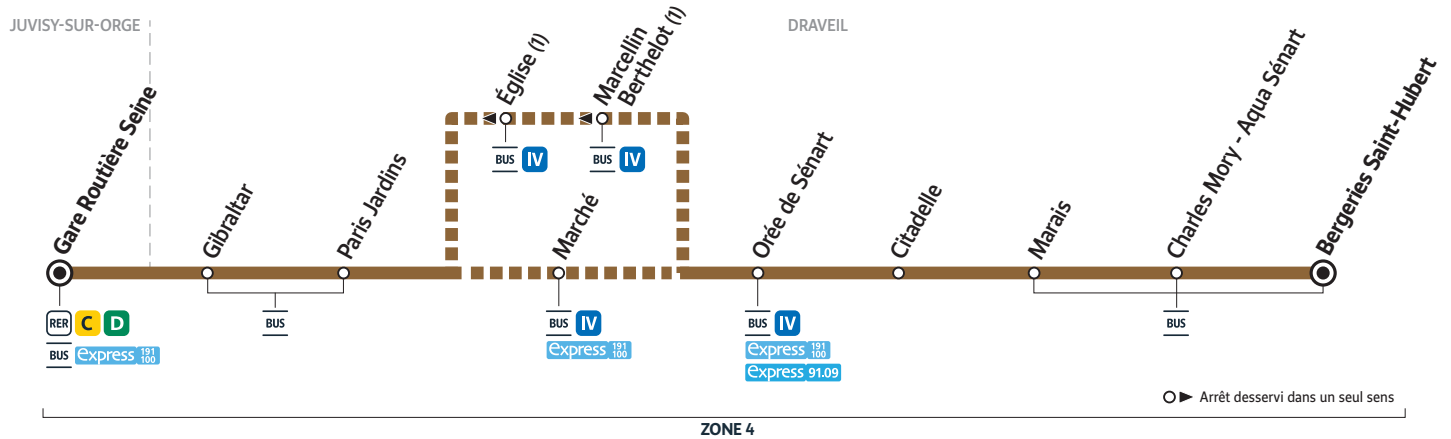 JUVISY-SUR-ORGE
DRAVEIL
Gare Routière Seine
Gibraltar
Paris Jardins
Église (1)
Marcellin
Berthelot (1)
Marché
Orée de Sénart
Citadelle
Marais
Charles Mory - Aqua Sénart
Bergeries Saint-Hubert
BUS IV
BUS IV
RER C D
BUS express 191 100
BUS
BUS IV
express 191 100
BUS IV
express 191 100
express 91.09
BUS
Arrêt desservi dans un seul sens
ZONE 4